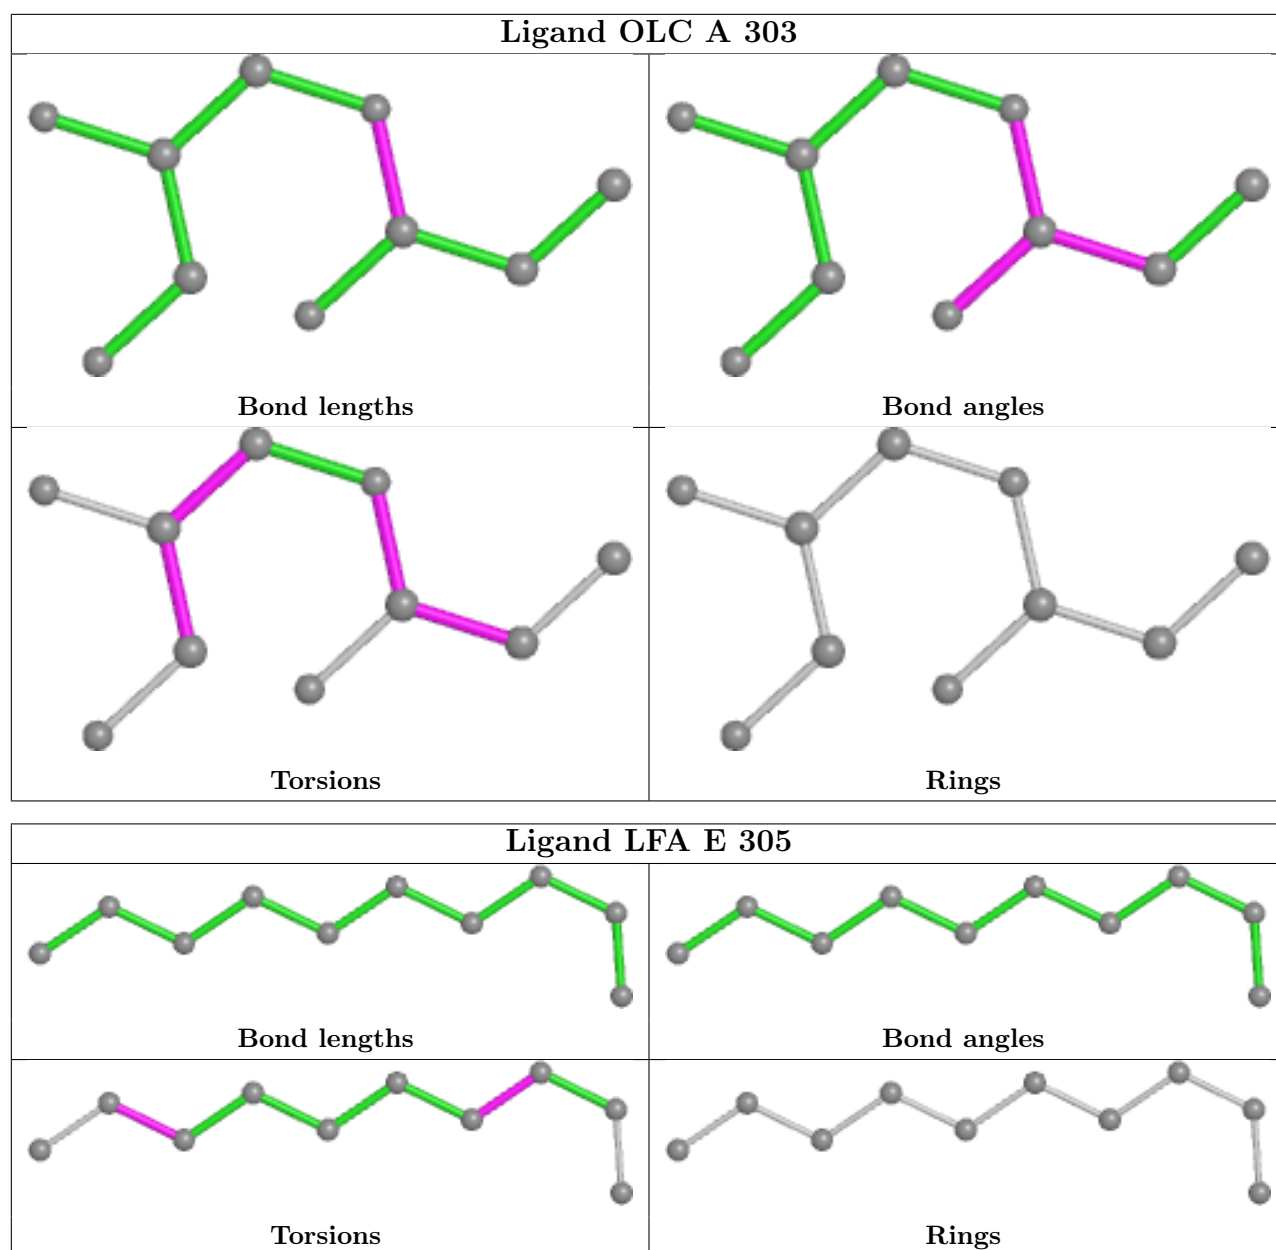 Ligand OLC A 303
Bond lengths
Bond angles
Torsions
Rings
Ligand LFA E 305
Bond lengths
Bond angles
Torsions
Rings